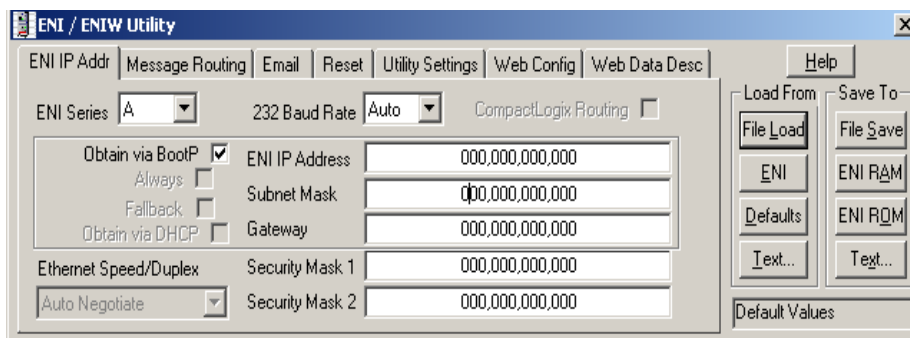 ENI / ENIW Utility
ENI IP Addr Message Routing Email Reset Utility Settings Web Config Web Data Desc Help
ENI Series A 232 Baud Rate Auto CompactLogix Routing
Load From Save To
File Load File Save
Obtain via BootP ENI IP Address 000,000,000,000
Always
ENI ENI RAM
Fallback Subnet Mask 000,000,000,000
Defaults ENI ROM
Obtain via DHCP Gateway 000,000,000,000
Text... Text...
Ethernet Speed/Duplex Security Mask 1 000,000,000,000
Auto Negotiate Security Mask 2 000,000,000,000
Default Values